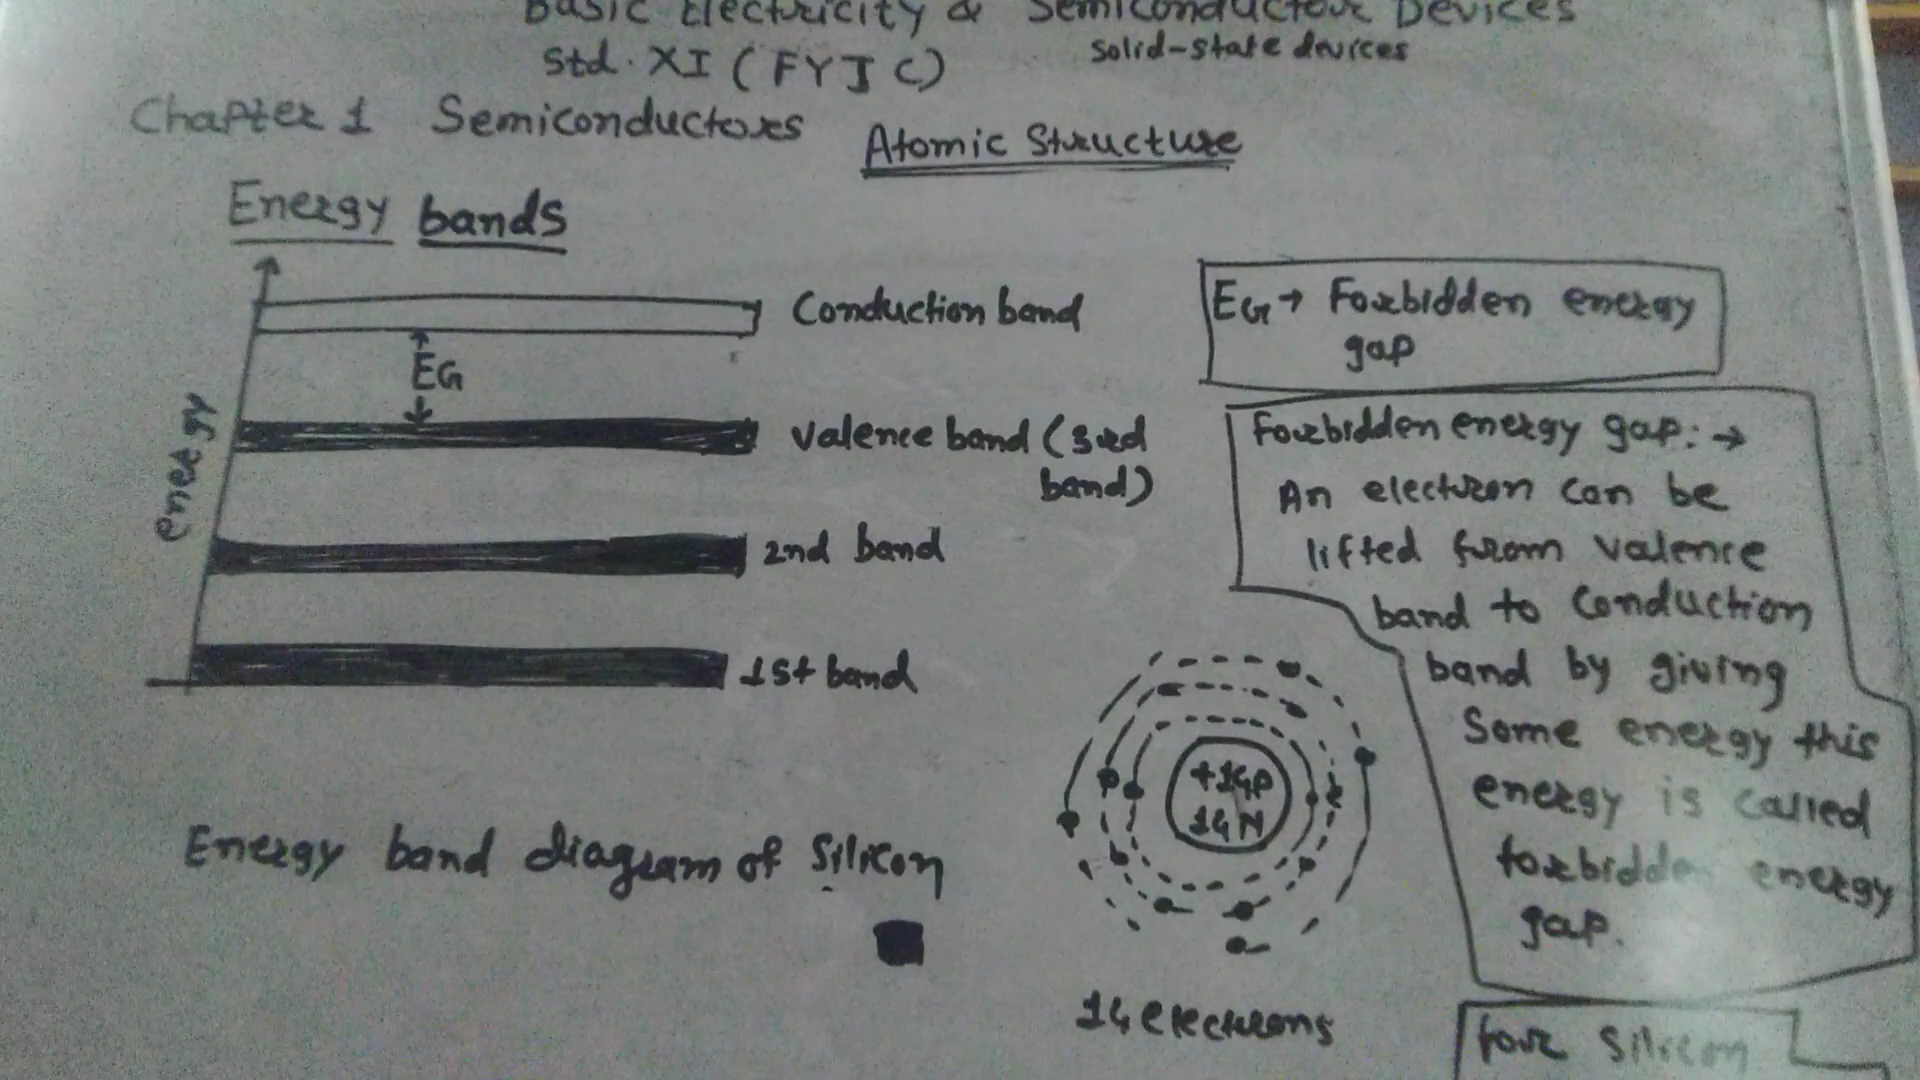 Basic Electricity & Semiconductor Devices
Std. XI (FYJC) Solid-state devices
Chapter 1 Semiconductors Atomic Structure
Energy bands
Conduction band
EG
Valence band (3rd
band)
2nd band
1st band
energy
Energy band diagram of Silicon
EG → Forbidden energy
gap
Forbidden energy gap: →
An electron can be
lifted from valence
band to conduction
band by giving
Some energy this
energy is called
forbidden energy
gap.
+14P
14N
14 electrons
for silicon